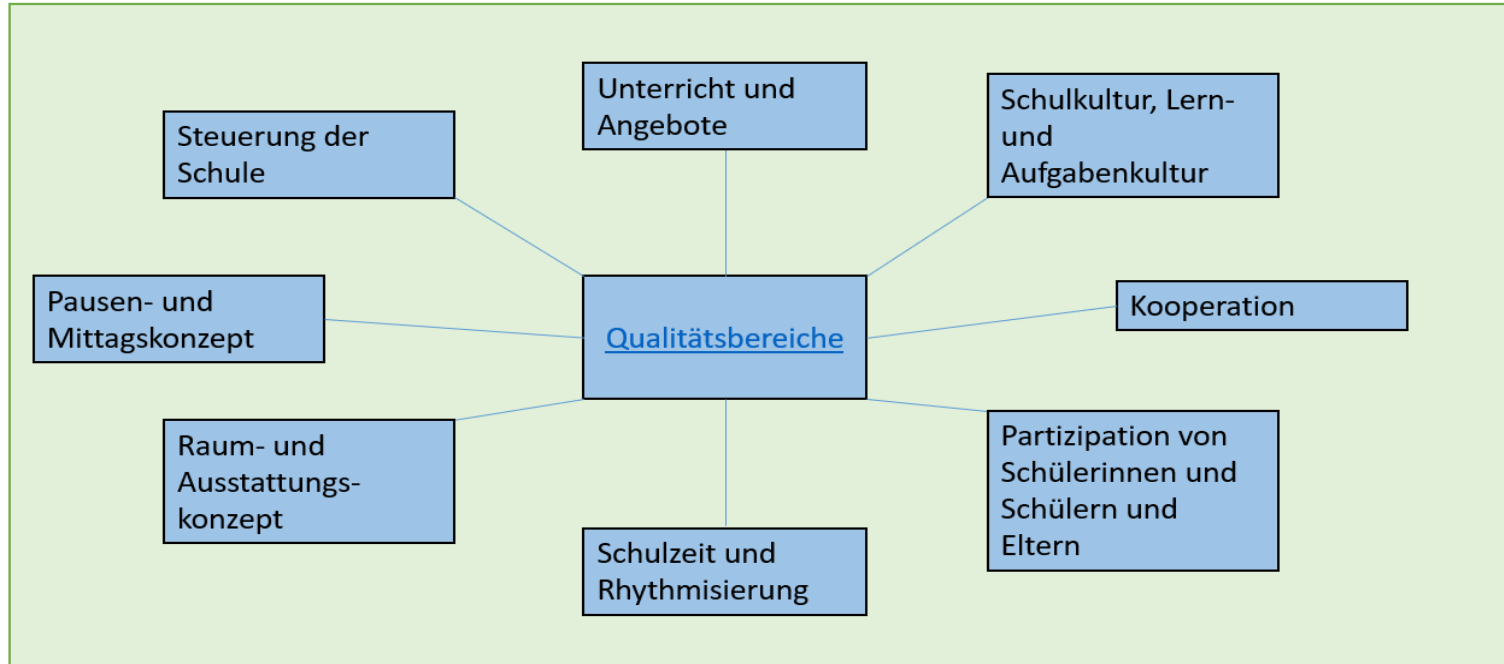 Unterricht und
Angebote
Schulkultur, Lern-
und
Aufgabenkultur
Steuerung der
Schule
Pausen- und
Mittagskonzept
Qualitätsbereiche
Kooperation
Raum- und
Ausstattungs-
konzept
Partizipation von
Schülerinnen und
Schülern und
Eltern
Schulzeit und
Rhythmisierung